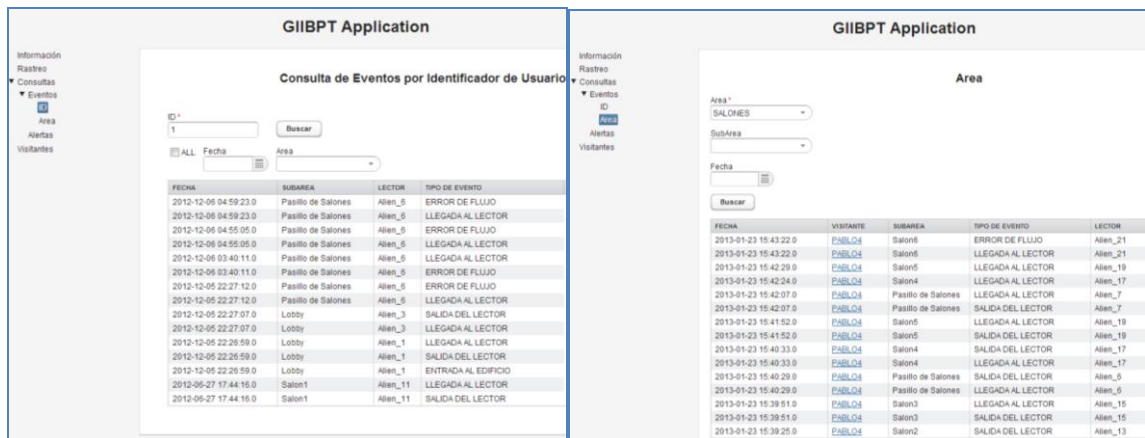 GIIBPT Application
Información
Rastreo
Consultas
Eventos
ID
Area
Alertas
Visitantes
Consulta de Eventos por Identificador de Usuario
ID *
1
Buscar
ALL Fecha Area
FECHA SUBAREA LECTOR TIPO DE EVENTO
2012-12-06 04:59:23.0 Pasillo de Salones Alien_6 ERROR DE FLUJO
2012-12-06 04:59:23.0 Pasillo de Salones Alien_6 LLEGADA AL LECTOR
2012-12-06 04:55:05.0 Pasillo de Salones Alien_6 ERROR DE FLUJO
2012-12-06 04:55:05.0 Pasillo de Salones Alien_6 LLEGADA AL LECTOR
2012-12-06 03:40:11.0 Pasillo de Salones Alien_6 LLEGADA AL LECTOR
2012-12-06 03:40:11.0 Pasillo de Salones Alien_6 ERROR DE FLUJO
2012-12-05 22:27:12.0 Pasillo de Salones Alien_6 ERROR DE FLUJO
2012-12-05 22:27:12.0 Pasillo de Salones Alien_6 LLEGADA AL LECTOR
2012-12-05 22:27:07.0 Lobby Alien_3 SALIDA DEL LECTOR
2012-12-05 22:27:07.0 Lobby Alien_3 LLEGADA AL LECTOR
2012-12-05 22:26:59.0 Lobby Alien_1 LLEGADA AL LECTOR
2012-12-05 22:26:59.0 Lobby Alien_1 SALIDA DEL LECTOR
2012-12-05 22:26:59.0 Lobby Alien_1 ENTRADA AL EDIFICIO
2012-06-27 17:44:16.0 Salon1 Alien_11 LLEGADA AL LECTOR
2012-06-27 17:44:16.0 Salon1 Alien_11 SALIDA DEL LECTOR
GIIBPT Application
Información
Rastreo
Consultas
Eventos
ID
Area
Alertas
Visitantes
Area
Area *
SALONES
SubArea
Fecha
Buscar
FECHA VISITANTE SUBAREA TIPO DE EVENTO LECTOR
2013-01-23 15:43:22.0 PABLO4 Salon6 ERROR DE FLUJO Alien_21
2013-01-23 15:43:22.0 PABLO4 Salon6 LLEGADA AL LECTOR Alien_21
2013-01-23 15:42:29.0 PABLO4 Salon5 LLEGADA AL LECTOR Alien_19
2013-01-23 15:42:24.0 PABLO4 Salon4 LLEGADA AL LECTOR Alien_17
2013-01-23 15:42:07.0 PABLO4 Pasillo de Salones LLEGADA AL LECTOR Alien_7
2013-01-23 15:42:07.0 PABLO4 Pasillo de Salones SALIDA DEL LECTOR Alien_7
2013-01-23 15:41:52.0 PABLO4 Salon5 LLEGADA AL LECTOR Alien_19
2013-01-23 15:41:52.0 PABLO4 Salon5 SALIDA DEL LECTOR Alien_19
2013-01-23 15:40:33.0 PABLO4 Salon4 SALIDA DEL LECTOR Alien_17
2013-01-23 15:40:33.0 PABLO4 Salon4 LLEGADA AL LECTOR Alien_17
2013-01-23 15:40:29.0 PABLO4 Pasillo de Salones SALIDA DEL LECTOR Alien_6
2013-01-23 15:40:29.0 PABLO4 Pasillo de Salones LLEGADA AL LECTOR Alien_6
2013-01-23 15:39:51.0 PABLO4 Salon3 LLEGADA AL LECTOR Alien_15
2013-01-23 15:39:51.0 PABLO4 Salon3 SALIDA DEL LECTOR Alien_15
2013-01-23 15:39:25.0 PABLO4 Salon2 SALIDA DEL LECTOR Alien_13